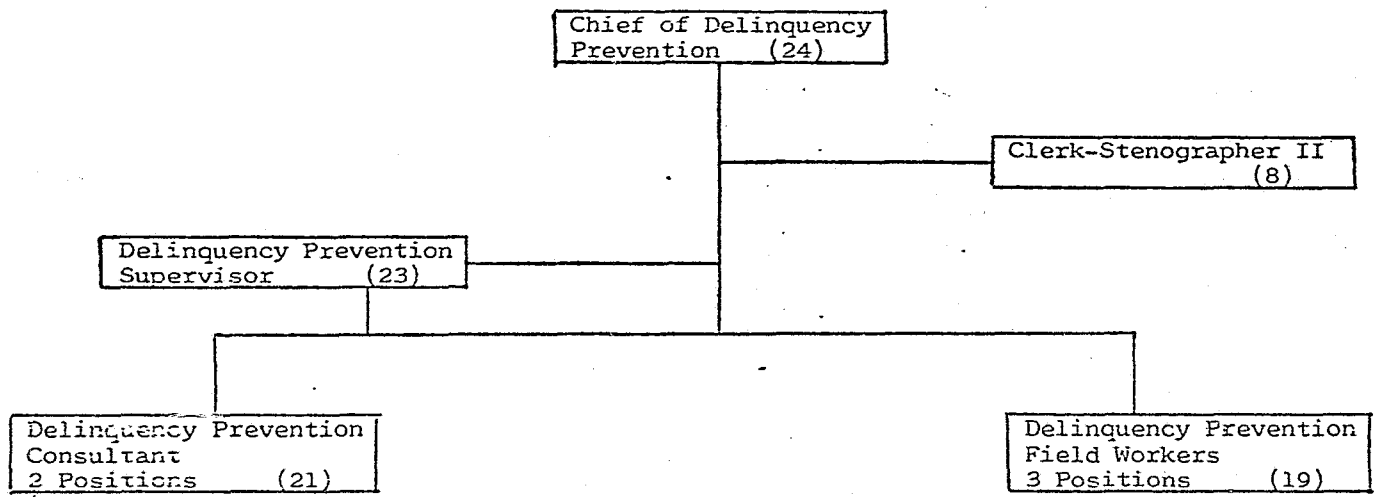 Chief of Delinquency
Prevention (24)
Clerk-Stenographer II
(8)
Delinquency Prevention
Supervisor (23)
Delinquency Prevention
Consultant
2 Positions (21)
Delinquency Prevention
Field Workers
3 Positions (19)